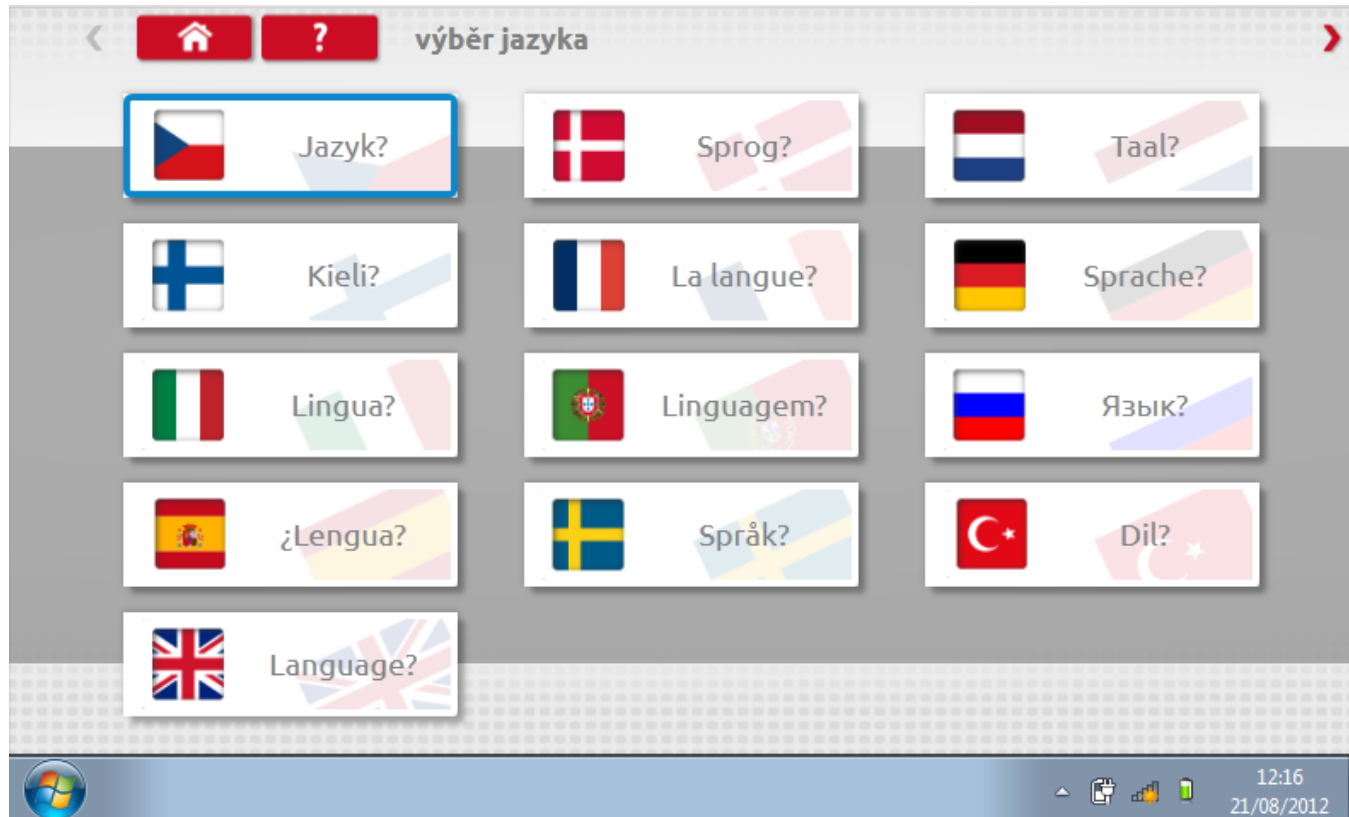 ? výběr jazyka
Jazyk? Sprog? Taal?
Kieli? La langue? Sprache?
Lingua? Linguagem? Язык?
¿Lengua? Språk? Dil?
Language?
12:16
21/08/2012